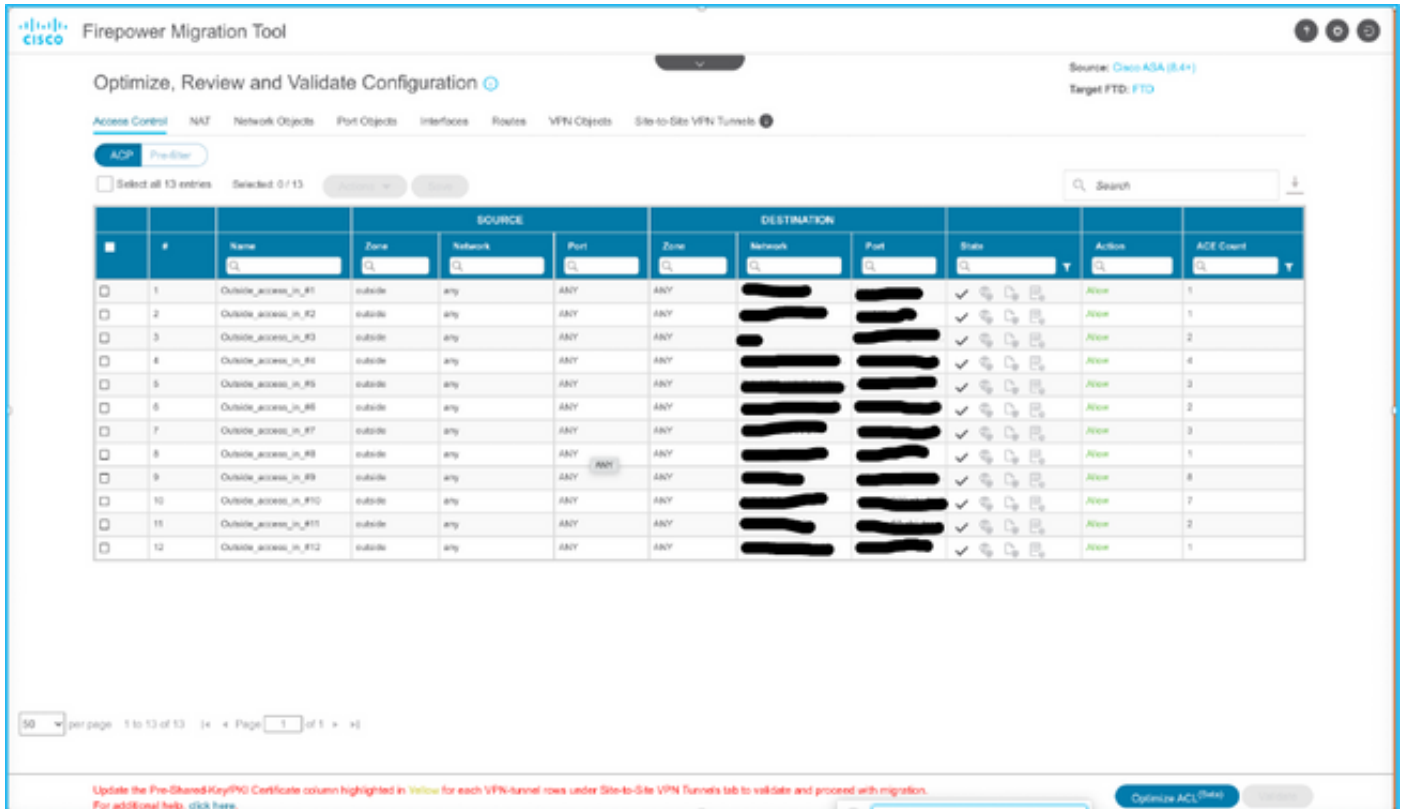 CISCO Firepower Migration Tool
Optimize, Review and Validate Configuration
Source: Cisco ASA (8.4+)
Target FTD: FTD
Access Control NAT Network Objects Port Objects Interfaces Routes VPN Objects Site-to-Site VPN Tunnels
ACP Pre-filter
Select all 13 entries Selected: 0 / 13 Actions Save Search
SOURCE DESTINATION
# Name Zone Network Port Zone Network Port State Action ACE Count
1 Outside_access_in_#1 outside any ANY ANY Allow 1
2 Outside_access_in_#2 outside any ANY ANY Allow 1
3 Outside_access_in_#3 outside any ANY ANY Allow 2
4 Outside_access_in_#4 outside any ANY ANY Allow 4
5 Outside_access_in_#5 outside any ANY ANY Allow
6 Outside_access_in_#6 outside any ANY ANY Allow 2
7 Outside_access_in_#7 outside any ANY ANY Allow 3
8 Outside_access_in_#8 outside any ANY ANY Allow 1
ANY
9 Outside_access_in_#9 outside any ANY ANY Allow 8
10 Outside_access_in_#10 outside any ANY ANY Allow 7
11 Outside_access_in_#11 outside any ANY ANY Allow 2
12 Outside_access_in_#12 outside any ANY ANY Allow 1
50 per page 1 to 13 of 13 Page 1 of 1
Update the Pre-Shared-Key/PKI Certificate column highlighted in Yellow for each VPN-tunnel rows under Site-to-Site VPN Tunnels tab to validate and proceed with migration.
For additional help, click here.
Optimize ACL (Beta) Validate